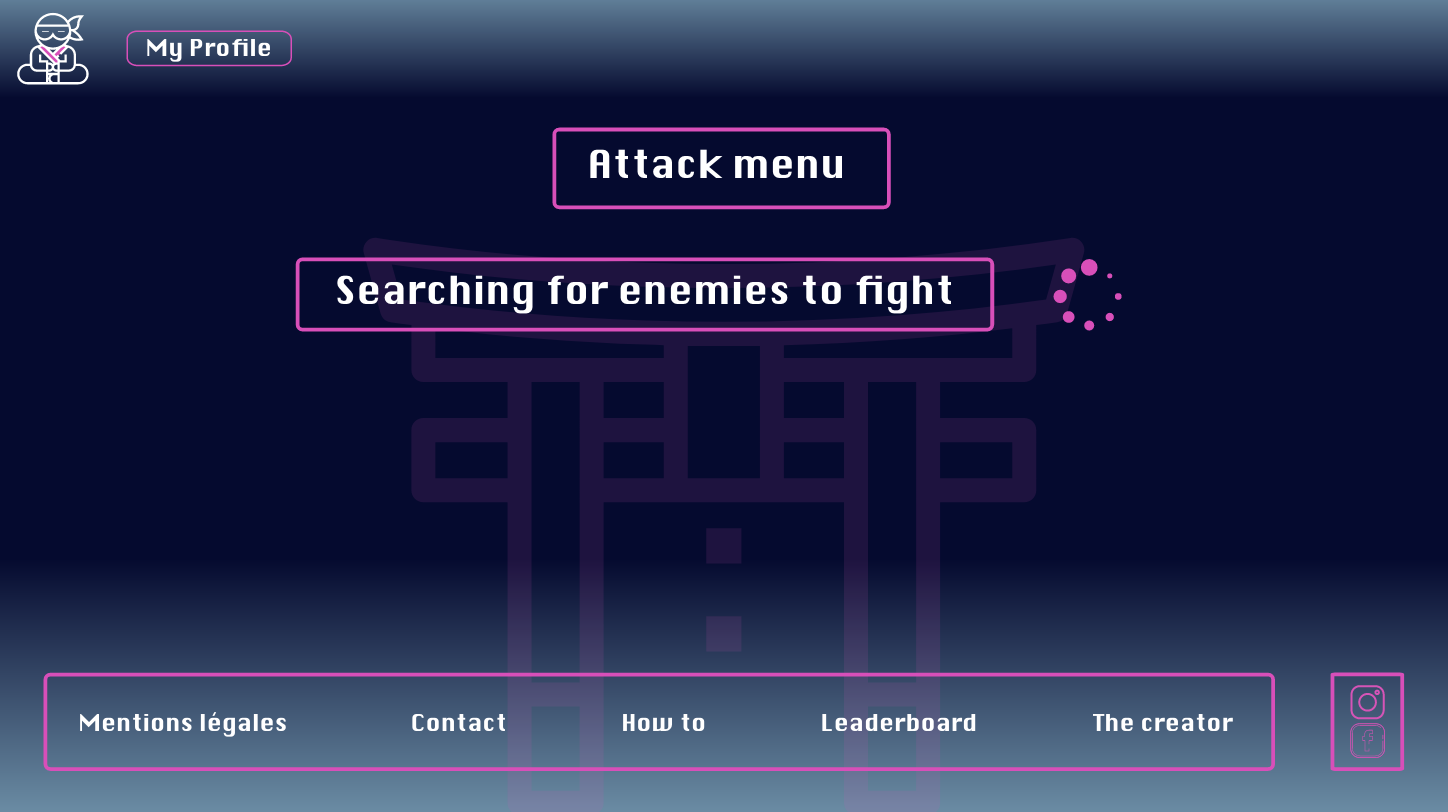 My Profile
Attack menu
Searching for enemies to fight
Mentions légales
Contact
How to
Leaderboard
The creator